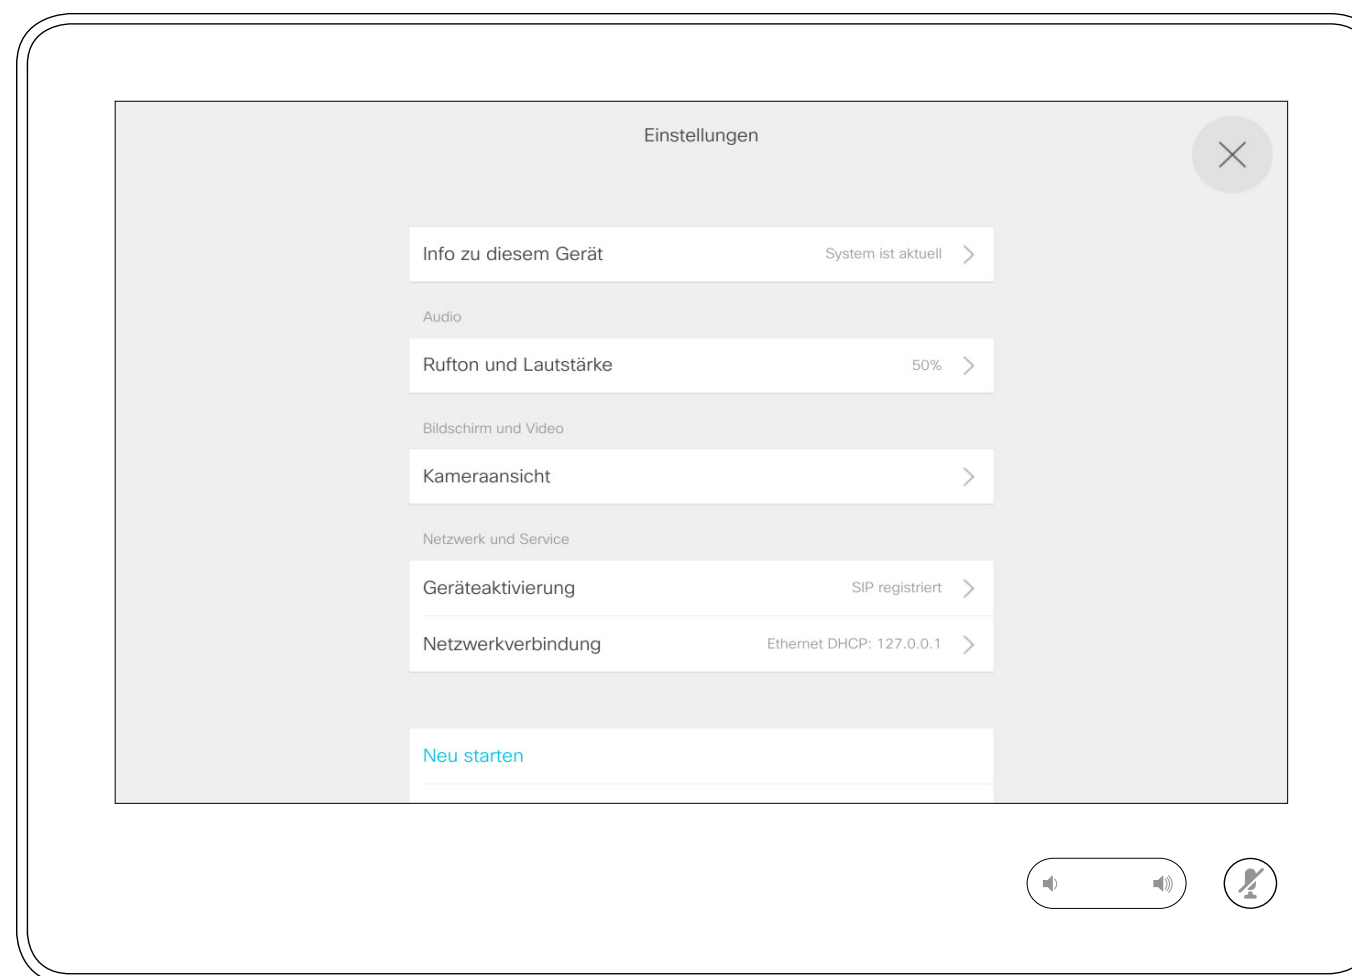 Einstellungen
Info zu diesem Gerät System ist aktuell
Audio
Rufton und Lautstärke 50%
Bildschirm und Video
Kameraansicht
Netzwerk und Service
Geräteaktivierung SIP registriert
Netzwerkverbindung Ethernet DHCP: 127.0.0.1
Neu starten